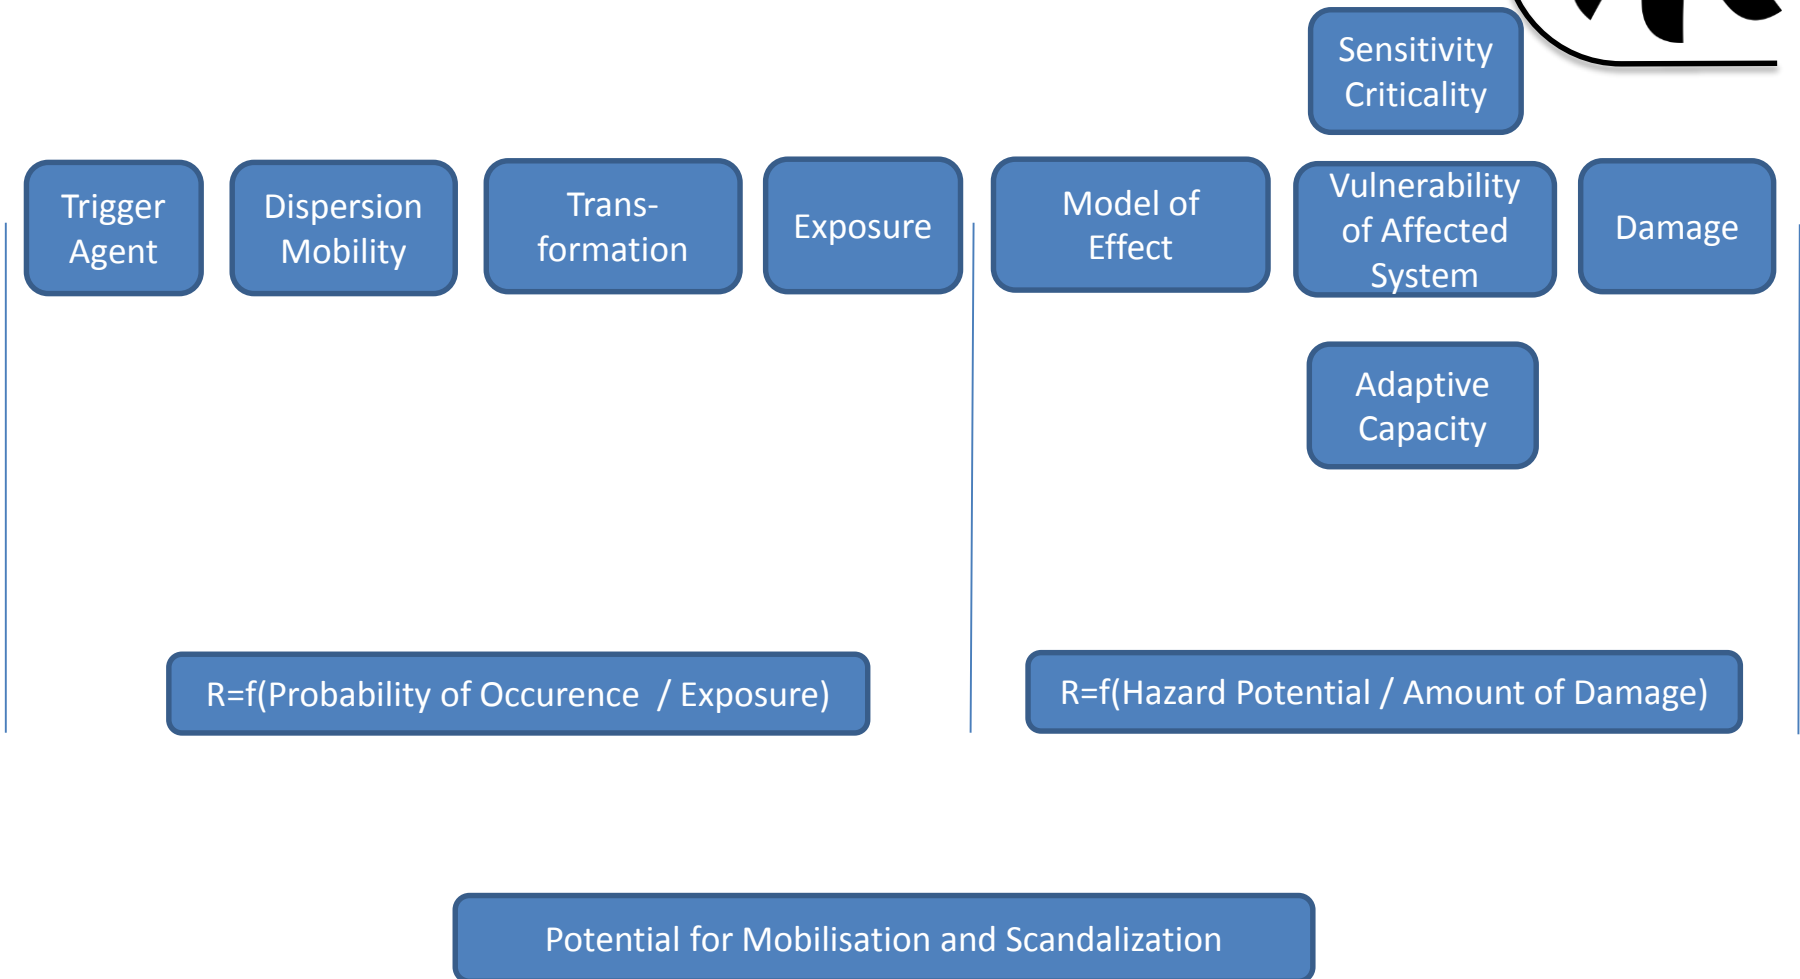 Sensitivity
Criticality
Trigger
Agent
Dispersion
Mobility
Trans-
formation
Exposure
Model of
Effect
Vulnerability
of Affected
System
Damage
Adaptive
Capacity
R=f(Probability of Occurence / Exposure)
R=f(Hazard Potential / Amount of Damage)
Potential for Mobilisation and Scandalization